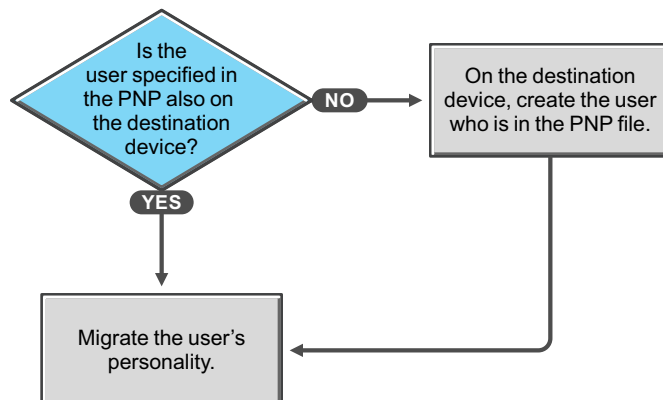 Is the
user specified in
the PNP also on
the destination
device?
NO
On the destination
device, create the user
who is in the PNP file.
YES
Migrate the user's
personality.